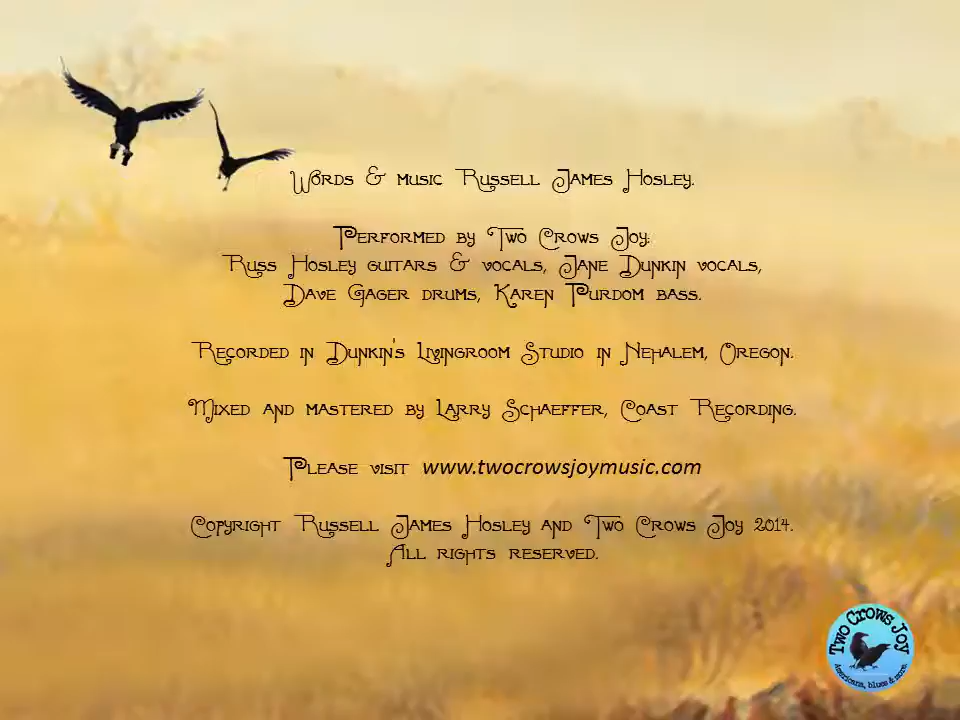 Words & music Russell James Hosley.
Performed by Two Crows Joy:
Russ Hosley guitars & vocals, Jane Dunkin vocals,
Dave Gager drums, Karen Purdom bass.
Recorded in Dunkin's Livingroom Studio in Nehalem, Oregon.
Mixed and mastered by Larry Schaeffer, Coast Recording.
Please visit www.twocrowsjoymusic.com
Copyright Russell James Hosley and Two Crows Joy 2014.
All rights reserved.
Two Crows Joy
Americana, blues & more